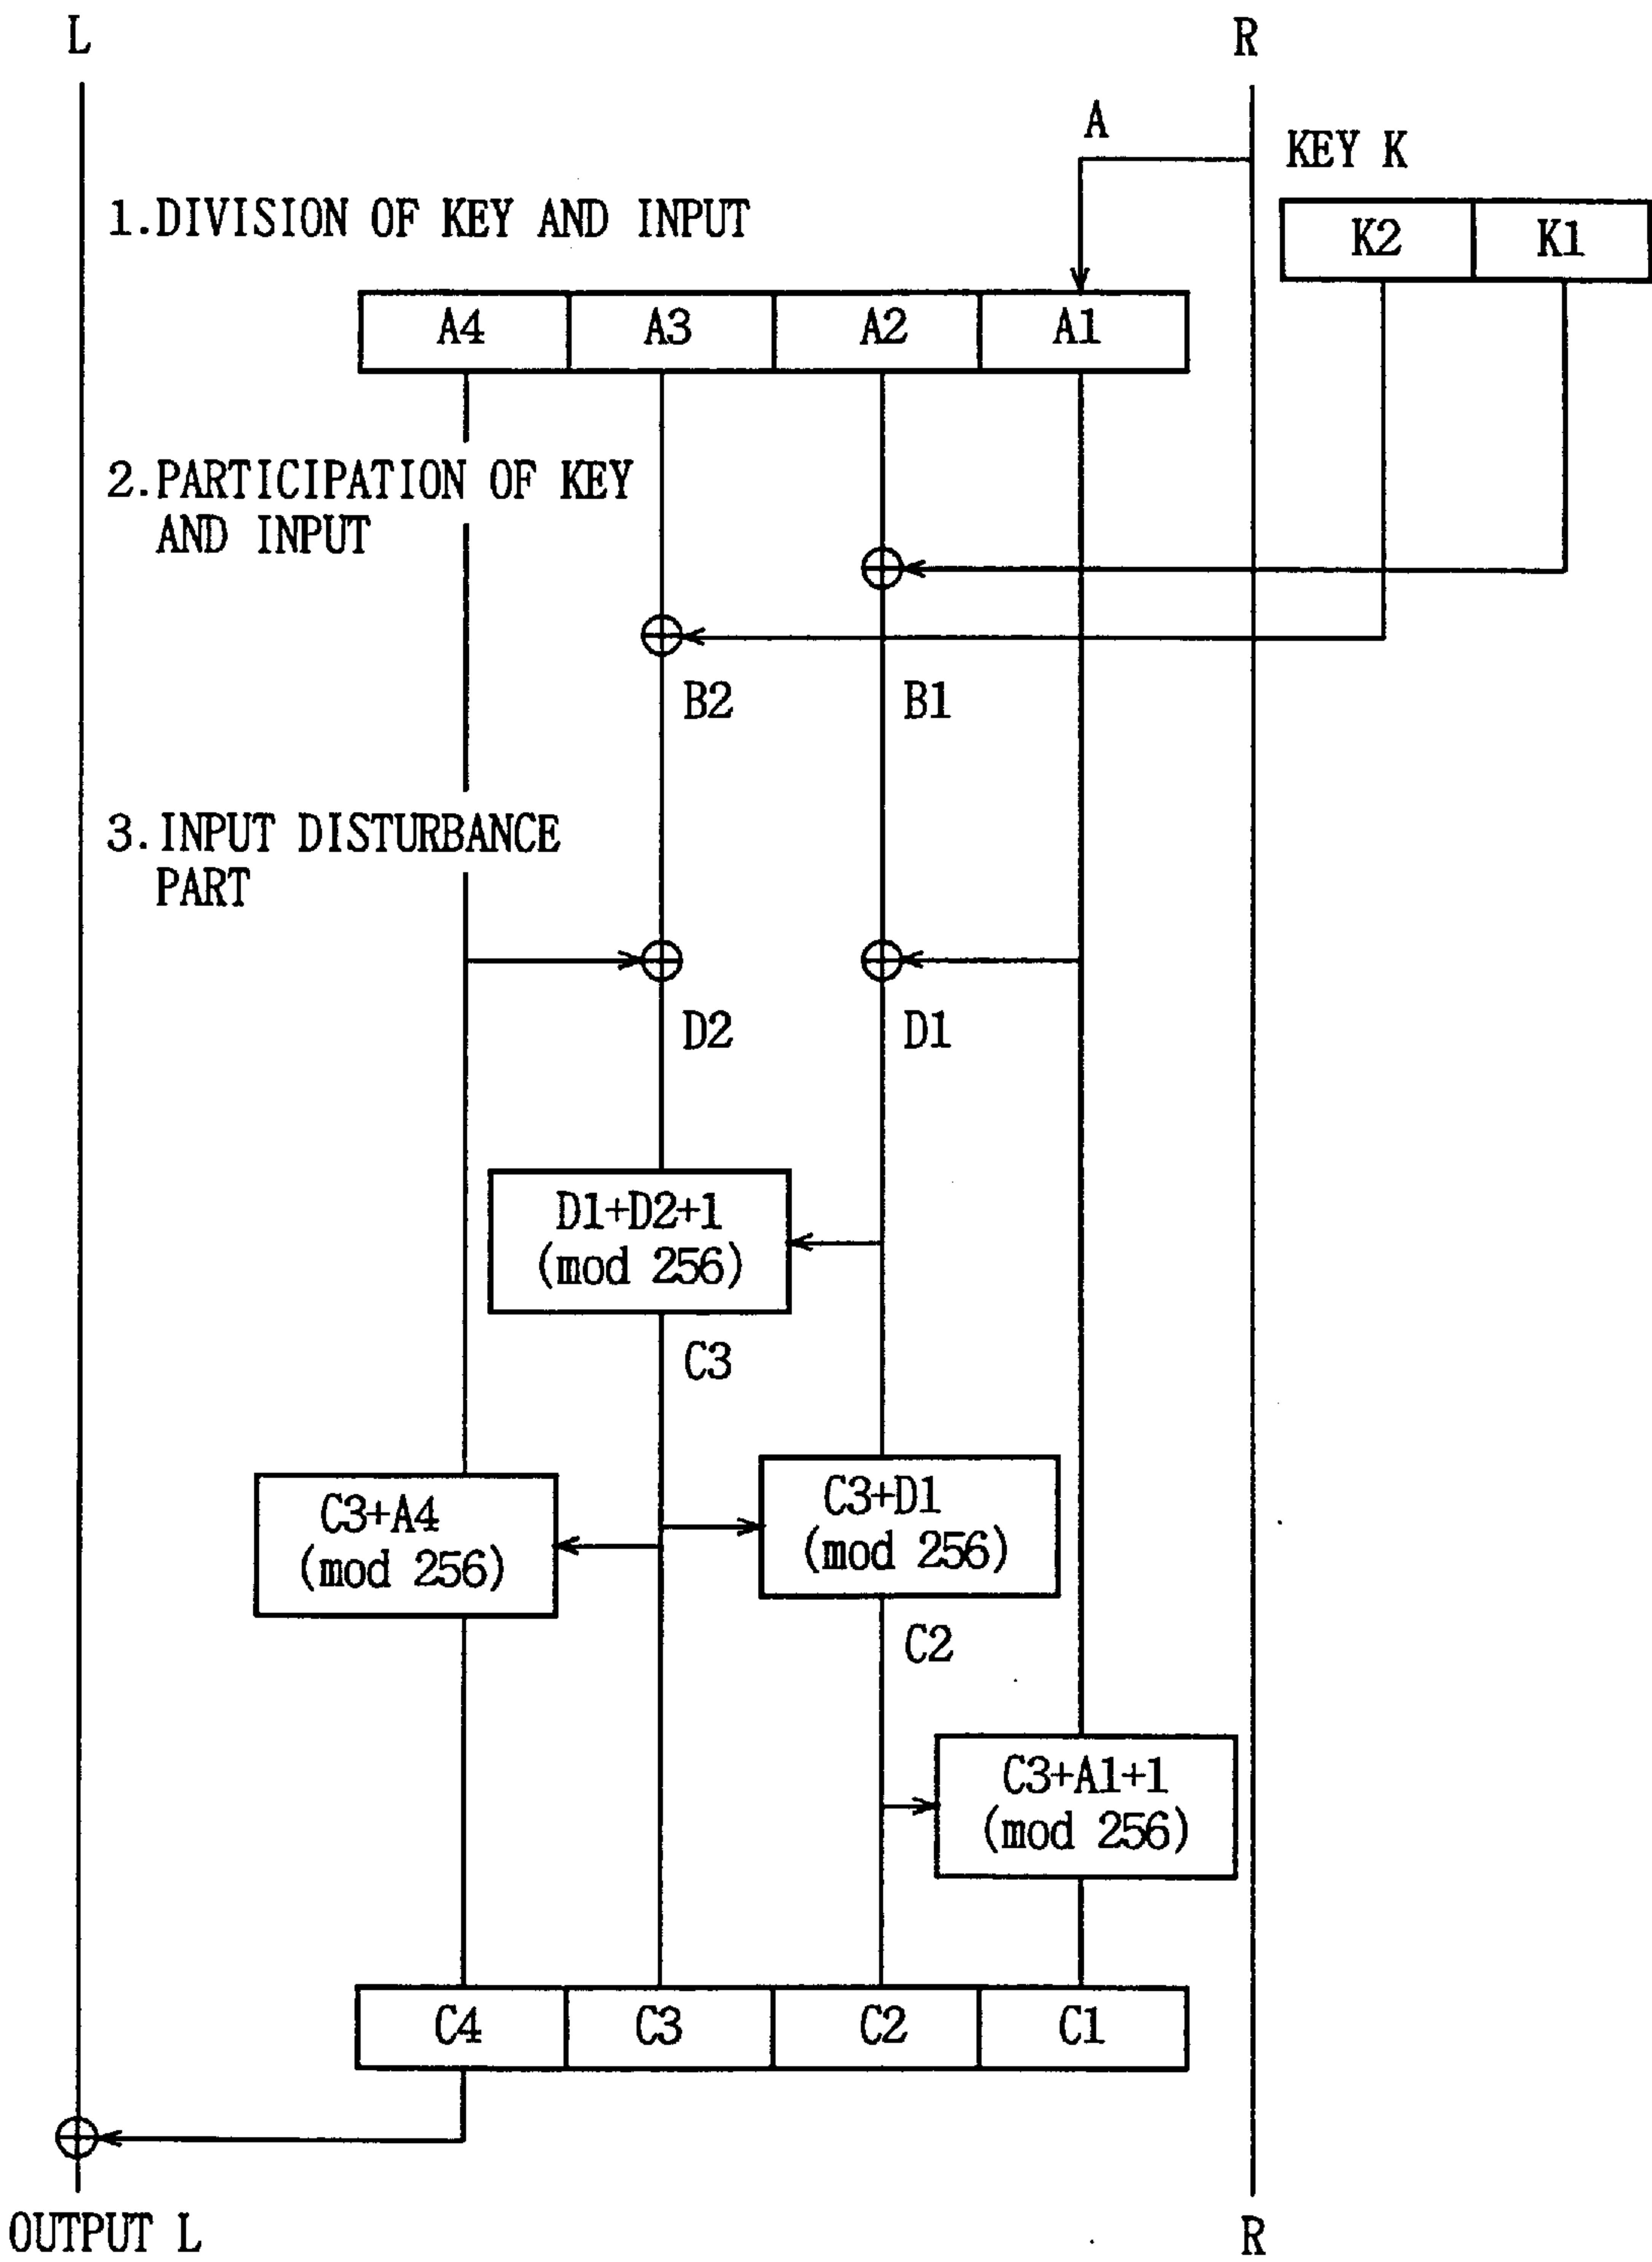 L
R
A
KEY K
1.DIVISION OF KEY AND INPUT
K2
K1
A4
A3
A2
A1
2.PARTICIPATION OF KEY
AND INPUT
B2
B1
3.INPUT DISTURBANCE
PART
D2
D1
D1+D2+1
(mod 256)
C3
C3+A4
(mod 256)
C3+D1
(mod 256)
C2
C3+A1+1
(mod 256)
C4
C3
C2
C1
OUTPUT L
R